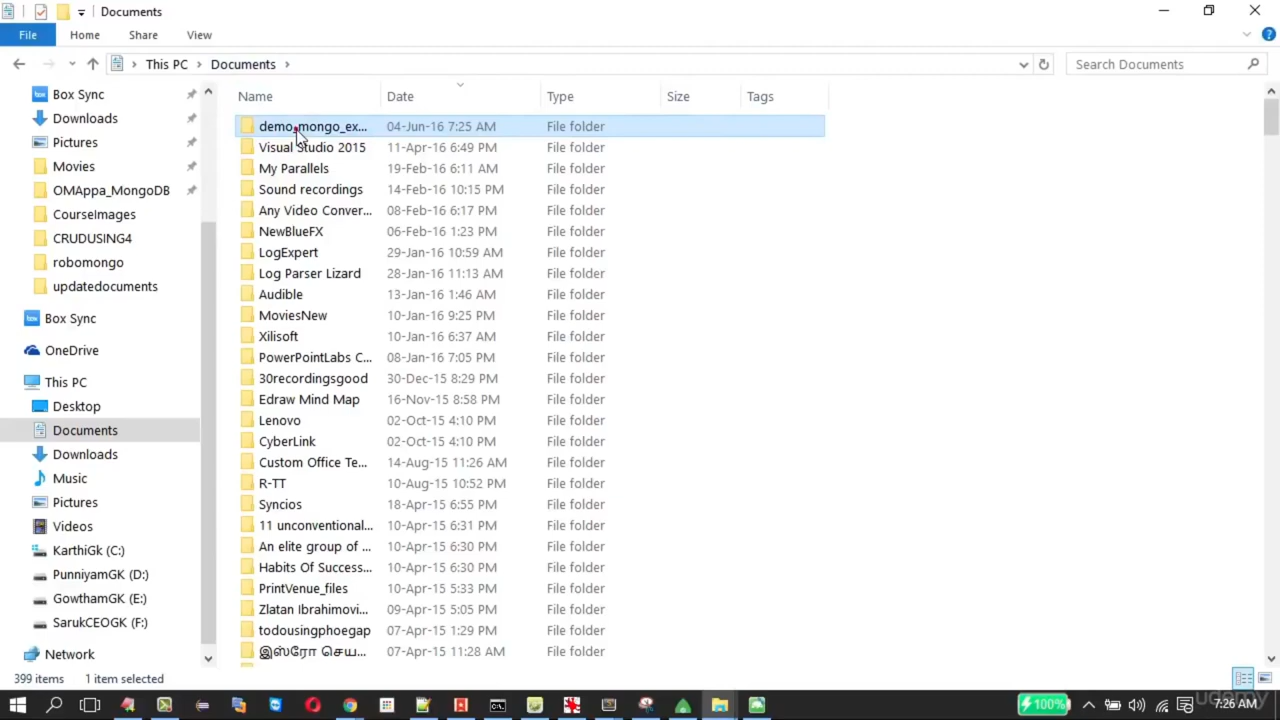 Documents
File Home Share View
This PC Documents
Search Documents
Box Sync
Downloads
Pictures
Movies
OMAppa_MongoDB
CourseImages
CRUDUSING4
robomongo
updatedocuments
Box Sync
OneDrive
This PC
Desktop
Documents
Downloads
Music
Pictures
Videos
KarthiGk (C:)
PunniyamGK (D:)
GowthamGK (E:)
SarukCEOGK (F:)
Network
Name Date Type Size Tags
demo_mongo_ex... 04-Jun-16 7:25 AM File folder
Visual Studio 2015 11-Apr-16 6:49 PM File folder
My Parallels 19-Feb-16 6:11 AM File folder
Sound recordings 14-Feb-16 10:15 PM File folder
Any Video Conver... 08-Feb-16 6:17 PM File folder
NewBlueFX 06-Feb-16 1:23 PM File folder
LogExpert 29-Jan-16 10:59 AM File folder
Log Parser Lizard 28-Jan-16 11:13 AM File folder
Audible 13-Jan-16 1:46 AM File folder
MoviesNew 10-Jan-16 9:25 PM File folder
Xilisoft 10-Jan-16 6:37 AM File folder
PowerPointLabs C... 08-Jan-16 7:05 PM File folder
30recordingsgood 30-Dec-15 8:29 PM File folder
Edraw Mind Map 16-Nov-15 8:58 PM File folder
Lenovo 02-Oct-15 4:10 PM File folder
CyberLink 02-Oct-15 4:10 PM File folder
Custom Office Te... 14-Aug-15 11:26 AM File folder
R-TT 10-Aug-15 10:52 PM File folder
Syncios 18-Apr-15 6:55 PM File folder
11 unconventional... 10-Apr-15 6:31 PM File folder
An elite group of ... 10-Apr-15 6:30 PM File folder
Habits Of Success... 10-Apr-15 6:30 PM File folder
PrintVenue_files 10-Apr-15 5:33 PM File folder
Zlatan Ibrahimovi... 09-Apr-15 5:05 PM File folder
todousingphoegap 07-Apr-15 1:29 PM File folder
இஸ்ரோ செய... 07-Apr-15 11:28 AM File folder
399 items 1 item selected
100% 7:26 AM
udemy